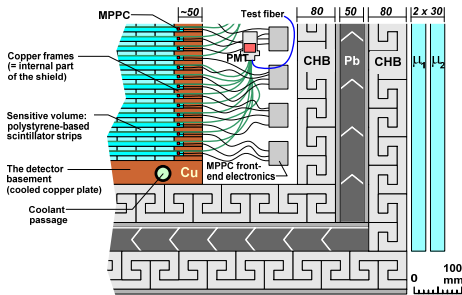 MPPC
~50
Test fiber
80
50
80
2 x 30
Copper frames
(= internal part
of the shield)
PMT
CHB
Pb
CHB
μ1
μ2
Sensitive volume:
polystyrene-based
scintillator strips
The detector
basement
(cooled copper plate)
Cu
MPPC front-
end electronics
Coolant
passage
0
100
mm